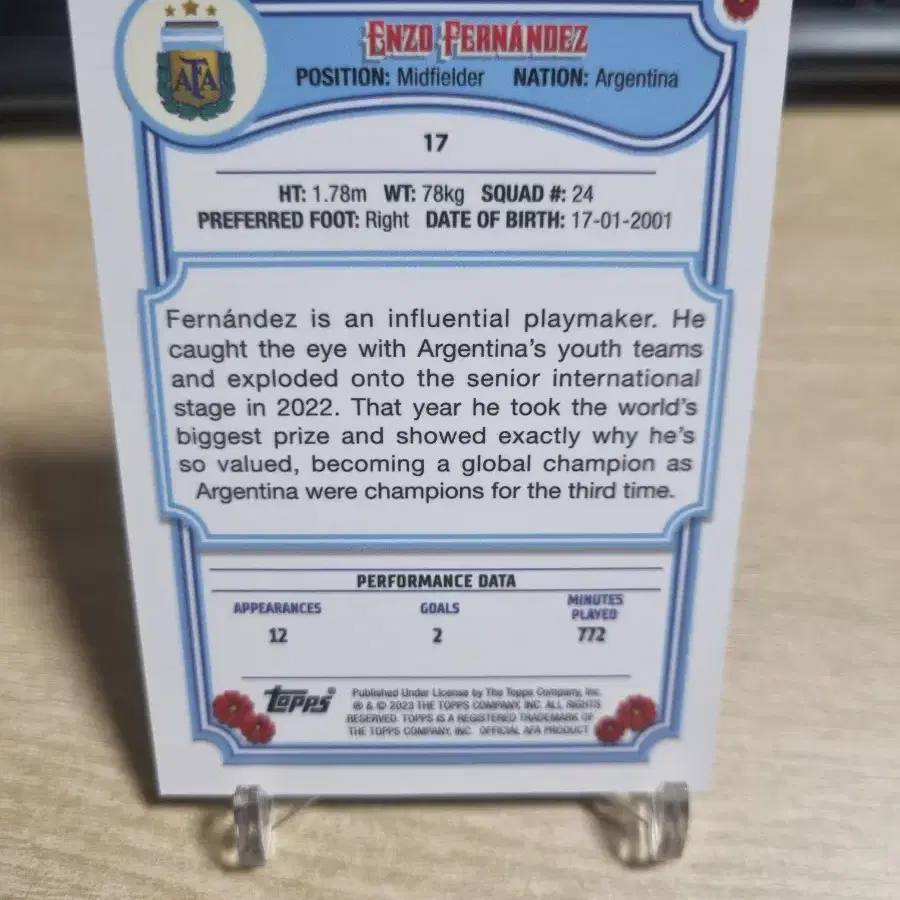 AFA
ENZO FERNÁNDEZ
POSITION: Midfielder NATION: Argentina
17
HT: 1.78m WT: 78kg SQUAD #: 24
PREFERRED FOOT: Right DATE OF BIRTH: 17-01-2001
Fernández is an influential playmaker. He
caught the eye with Argentina's youth teams
and exploded onto the senior international
stage in 2022. That year he took the world's
biggest prize and showed exactly why he's
so valued, becoming a global champion as
Argentina were champions for the third time.
PERFORMANCE DATA
APPEARANCES GOALS MINUTES PLAYED
12 2 772
topps®
Published Under License by The Topps Company, Inc.
® & © 2023 THE TOPPS COMPANY, INC. ALL RIGHTS
RESERVED. TOPPS IS A REGISTERED TRADEMARK OF
THE TOPPS COMPANY, INC. OFFICIAL AFA PRODUCT